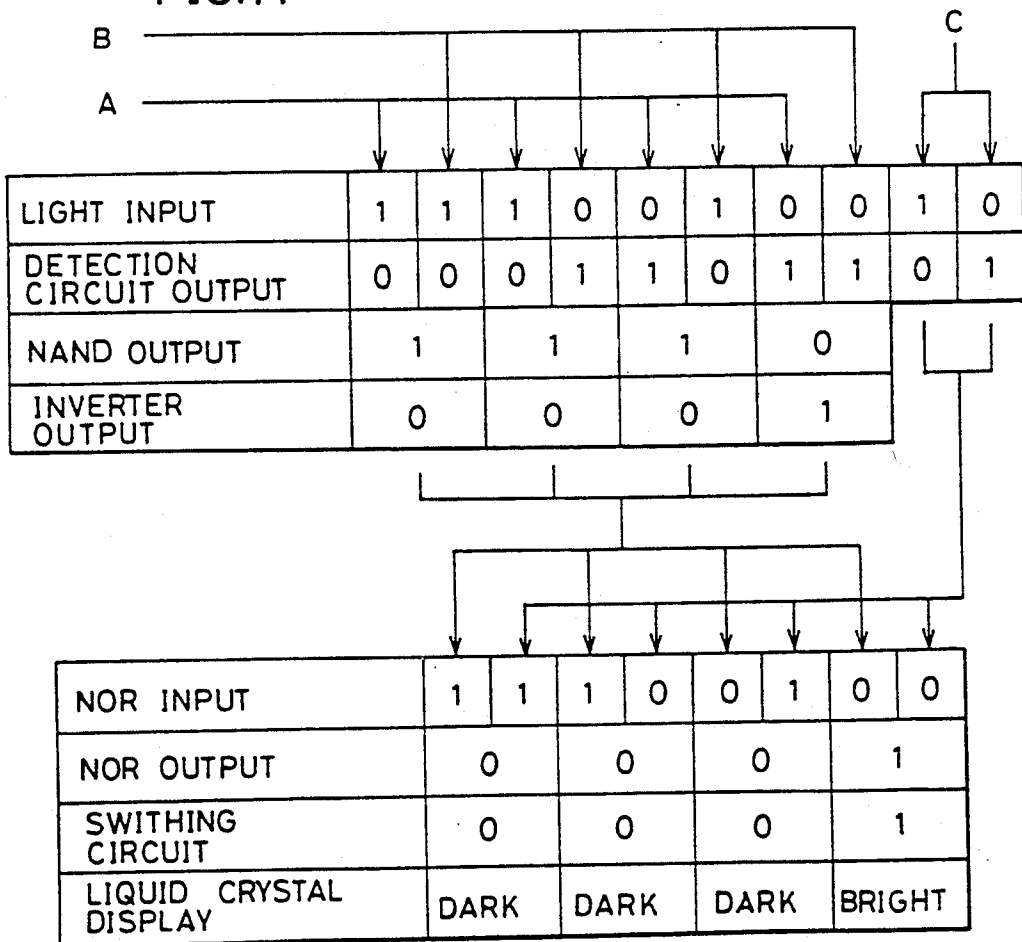 B
C
A
LIGHT INPUT 1 1 1 0 0 1 0 0 1 0
DETECTION
CIRCUIT OUTPUT 0 0 0 1 1 0 1 1 0 1
NAND OUTPUT 1 1 1 0
INVERTER
OUTPUT 0 0 0 1
NOR INPUT 1 1 1 0 0 1 0 0
NOR OUTPUT 0 0 0 1
SWITHING
CIRCUIT 0 0 0 1
LIQUID CRYSTAL
DISPLAY DARK DARK DARK BRIGHT